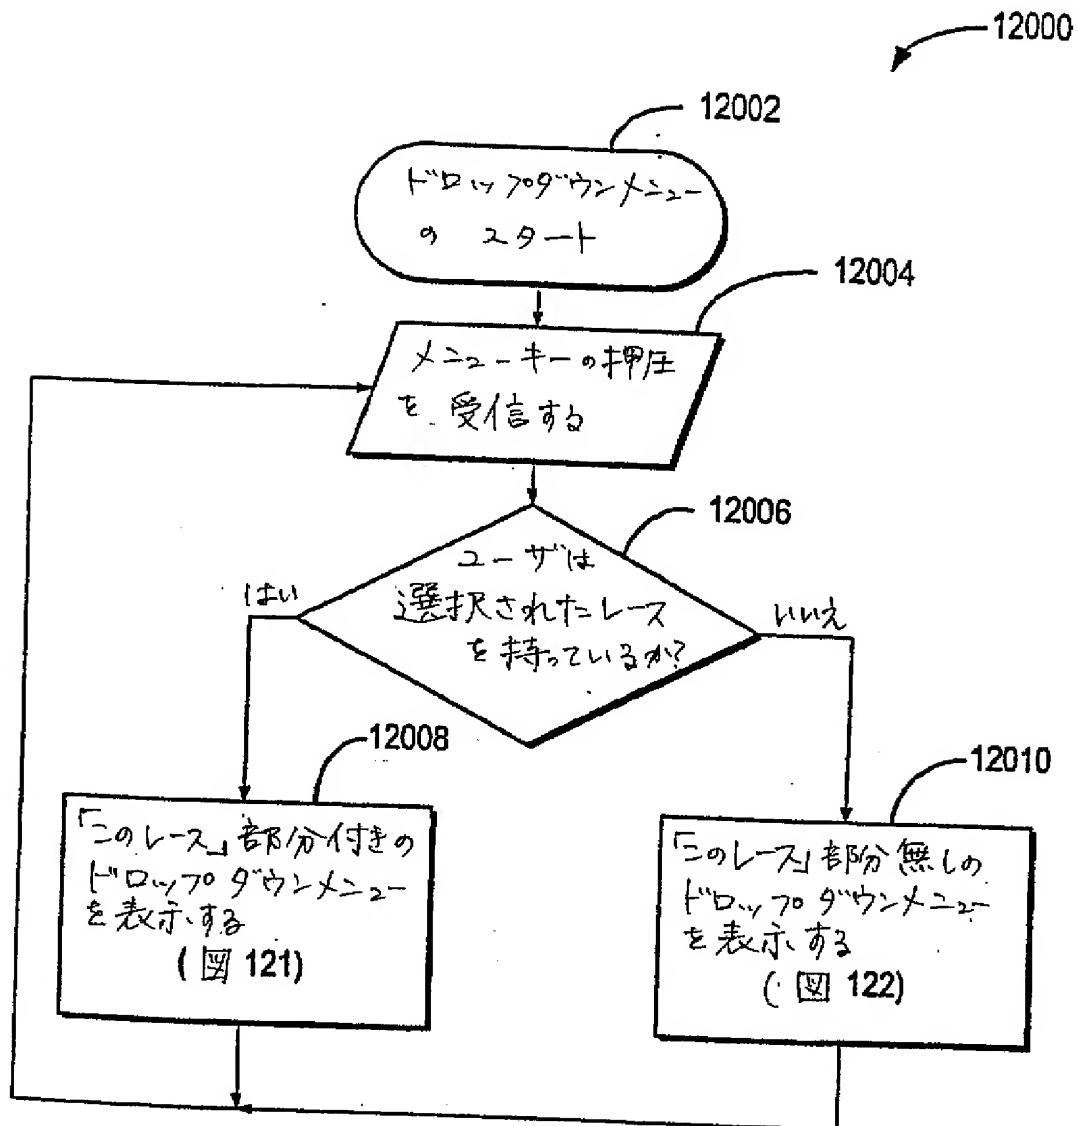 12000
12002
ドロップダウンメニュー
の スタート
12004
メニューキーの押圧
を受信する
12006
ユーザは
選択されたレース
を持っているか?
はい
いいえ
12008
「このレース」部分付きの
ドロップダウンメニュー
を表示する
(図 121)
12010
「このレース」部分無しの
ドロップダウンメニュー
を表示する
(図 122)